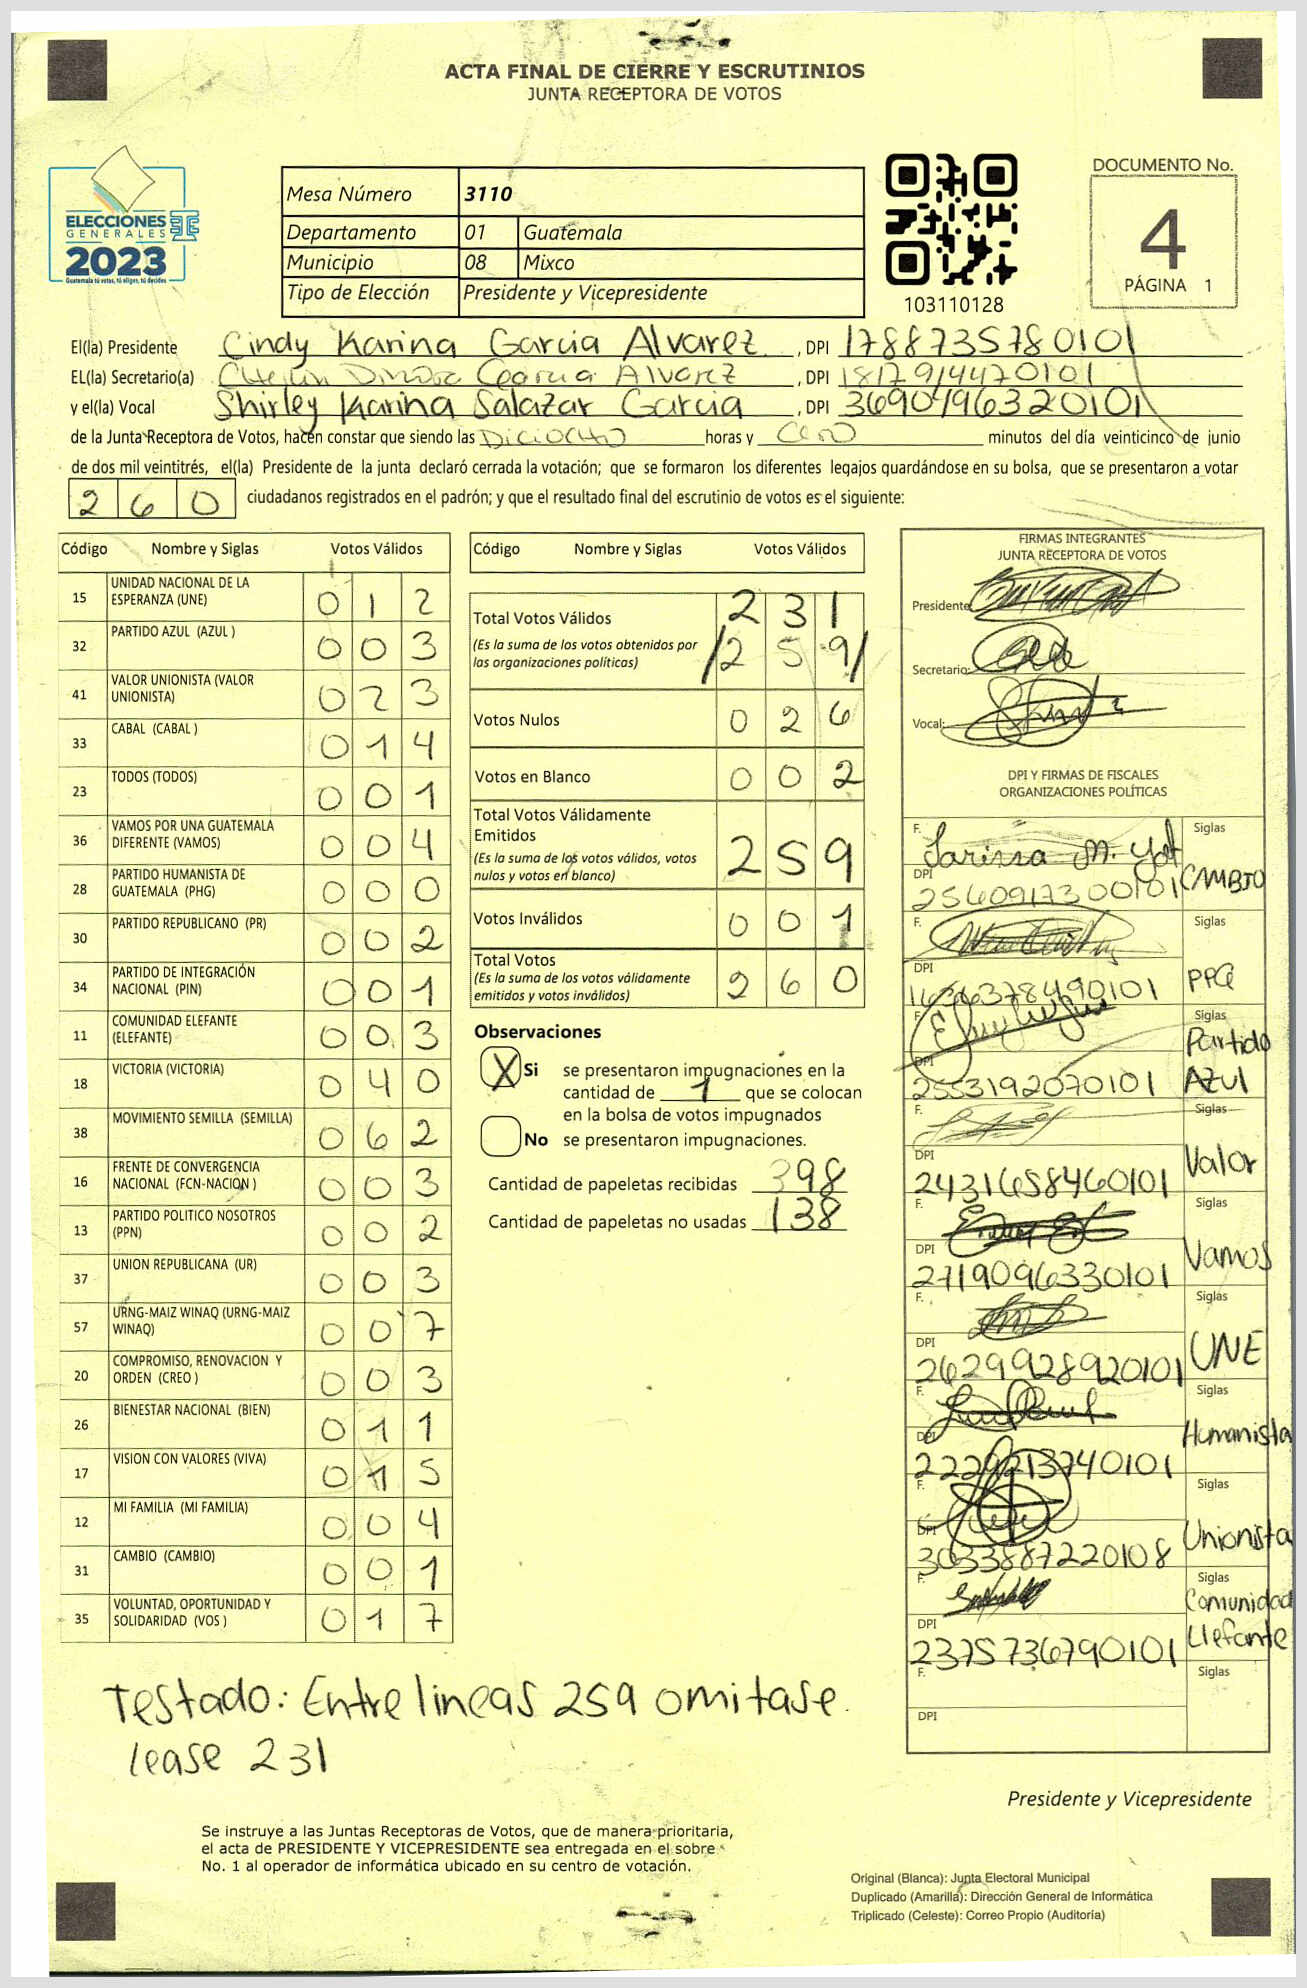 ACTA FINAL DE CIERRE Y ESCRUTINIOS
JUNTA RECEPTORA DE VOTOS
ELECCIONES
GENERALES
2023
Guatemala tú votas, tú eliges, tú decides
Mesa Número 3110
Departamento 01 Guatemala
Municipio 08 Mixco
Tipo de Elección Presidente y Vicepresidente
103110128
DOCUMENTO No.
4
PÁGINA 1
El(la) Presidente Cindy Karina Garcia Alvarez, DPI 1788735780101
EL(la) Secretario(a) Alvarez, DPI
y el(la) Vocal Shirley Karina Salazar Garcia, DPI 3690496320101
de la Junta Receptora de Votos, hacen constar que siendo las Diciocho horas y Cero minutos del día veinticinco de junio
de dos mil veintitrés, el(la) Presidente de la junta declaró cerrada la votación; que se formaron los diferentes legajos guardándose en su bolsa, que se presentaron a votar
260 ciudadanos registrados en el padrón; y que el resultado final del escrutinio de votos es el siguiente:
Código Nombre y Siglas Votos Válidos
15 UNIDAD NACIONAL DE LA ESPERANZA (UNE) 0 1 2
32 PARTIDO AZUL (AZUL ) 0 0 3
41 VALOR UNIONISTA (VALOR UNIONISTA) 0 23
33 CABAL (CABAL ) 0 1 4
23 TODOS (TODOS) 0 0 1
36 VAMOS POR UNA GUATEMALA DIFERENTE (VAMOS) 0 0 4
28 PARTIDO HUMANISTA DE GUATEMALA (PHG) 0 0 0
30 PARTIDO REPUBLICANO (PR) 0 0 2
34 PARTIDO DE INTEGRACIÓN NACIONAL (PIN) 0 0 1
11 COMUNIDAD ELEFANTE (ELEFANTE) 0 0 3
18 VICTORIA (VICTORIA) 0 4 0
38 MOVIMIENTO SEMILLA (SEMILLA) 0 6 2
16 FRENTE DE CONVERGENCIA NACIONAL (FCN-NACION ) 0 0 3
13 PARTIDO POLITICO NOSOTROS (PPN) 0 0 2
37 UNION REPUBLICANA (UR) 0 0 3
57 URNG-MAIZ WINAQ (URNG-MAIZ WINAQ) 0 0 7
20 COMPROMISO, RENOVACION Y ORDEN (CREO ) 0 0 3
26 BIENESTAR NACIONAL (BIEN) 0 1 1
17 VISION CON VALORES (VIVA) 0 1 5
12 MI FAMILIA (MI FAMILIA) 0 0 4
31 CAMBIO (CAMBIO) 0 0 1
35 VOLUNTAD, OPORTUNIDAD Y SOLIDARIDAD (VOS ) 0 1 7
Código Nombre y Siglas Votos Válidos
Total Votos Válidos 2 3 1
(Es la suma de los votos obtenidos por las organizaciones políticas) /2 5 9/
Votos Nulos 0 2 6
Votos en Blanco 0 0 2
Total Votos Válidamente Emitidos
(Es la suma de los votos válidos, votos nulos y votos en blanco) 2 5 9
Votos Inválidos 0 0 1
Total Votos
(Es la suma de los votos válidamente emitidos y votos inválidos) 2 6 0
Observaciones
X Si se presentaron impugnaciones en la
cantidad de 1 que se colocan
en la bolsa de votos impugnados
No se presentaron impugnaciones.
Cantidad de papeletas recibidas 398
Cantidad de papeletas no usadas 138
FIRMAS INTEGRANTES
JUNTA RECEPTORA DE VOTOS
Presidente:
Secretario:
Vocal:
DPI Y FIRMAS DE FISCALES
ORGANIZACIONES POLÍTICAS
F. Larissa M. Siglas
DPI 2560917300101 CAMBIO
F. Siglas
DPI 1636378490101
F. Siglas
Partido
DPI 2553192070101 Azul
F. Siglas
DPI 2431658460101 Valor
F. Siglas
DPI 2719096330101 Vamos
F. Siglas
DPI 2629928920101 UNE
F. Siglas
DPI 2229213740101 Humanista
F. Siglas
DPI 3033887220108 Unionista
F. Siglas
Comunidad
DPI 2375736790101 Llefante
F. Siglas
DPI
Testado: Entre lineas 259 omitase.
lease 231
Presidente y Vicepresidente
Se instruye a las Juntas Receptoras de Votos, que de manera prioritaria,
el acta de PRESIDENTE Y VICEPRESIDENTE sea entregada en el sobre
No. 1 al operador de informática ubicado en su centro de votación.
Original (Blanca): Junta Electoral Municipal
Duplicado (Amarilla): Dirección General de Informática
Triplicado (Celeste): Correo Propio (Auditoría)